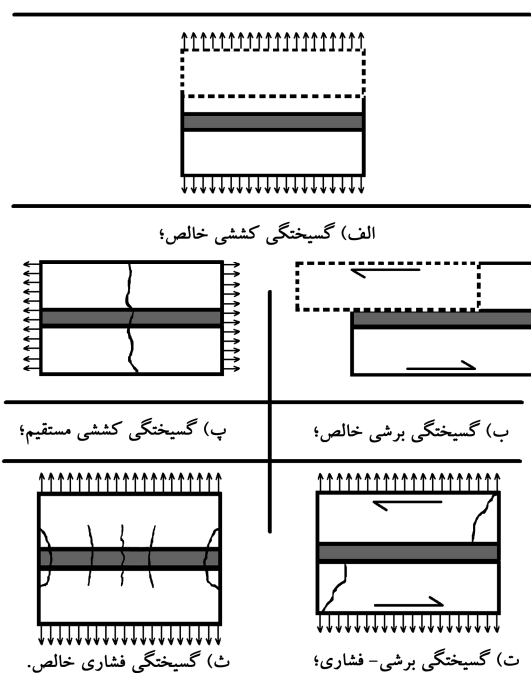 الف) گسیختگی کششی خالص؛
ب) گسیختگی برشی خالص؛
پ) گسیختگی کششی مستقیم؛
ت) گسیختگی برشی- فشاری؛
ث) گسیختگی فشاری خالص.